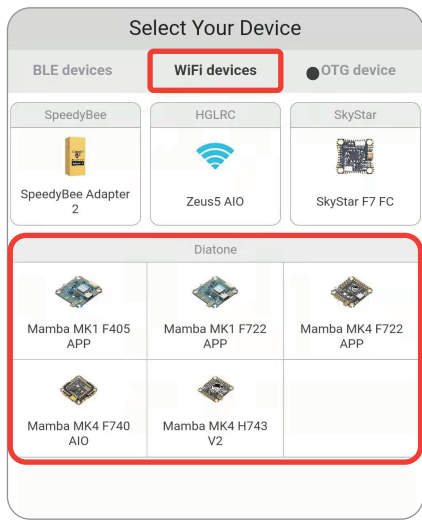 Select Your Device
BLE devices
WiFi devices
OTG device
SpeedyBee
HGLRC
SkyStar
SpeedyBee Adapter
2
Zeus5 AIO
SkyStar F7 FC
Diatone
Mamba MK1 F405
APP
Mamba MK1 F722
APP
Mamba MK4 F722
APP
Mamba MK4 F740
AIO
Mamba MK4 H743
V2